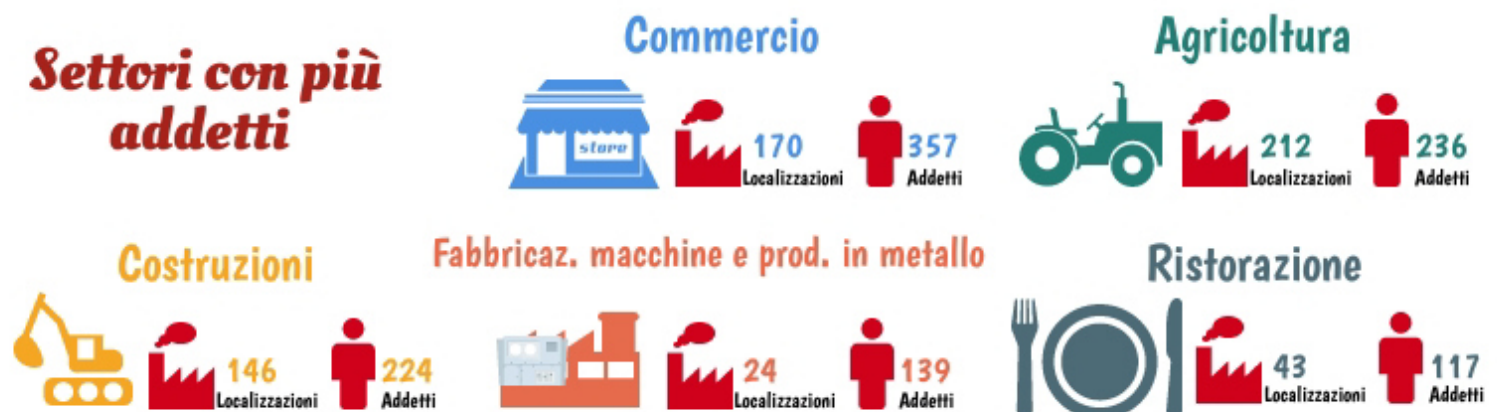 Settori con più
addetti
Commercio
store
170
Localizzazioni
357
Addetti
Agricoltura
212
Localizzazioni
236
Addetti
Costruzioni
146
Localizzazioni
224
Addetti
Fabbricaz. macchine e prod. in metallo
24
Localizzazioni
139
Addetti
Ristorazione
43
Localizzazioni
117
Addetti